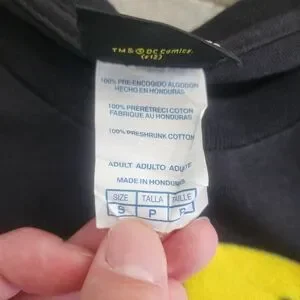 TM & © DC Comics.
(s12)
100% PRE-ENCOGIDO ALGODON
HECHO EN HONDURAS
100% PRERETRECI COTON
FABRIQUE AU HONDURAS
100% PRESHRUNK COTTON
ADULT ADULTO ADULTE
MADE IN HONDURAS
SIZE TALLA TAILLE
S P P